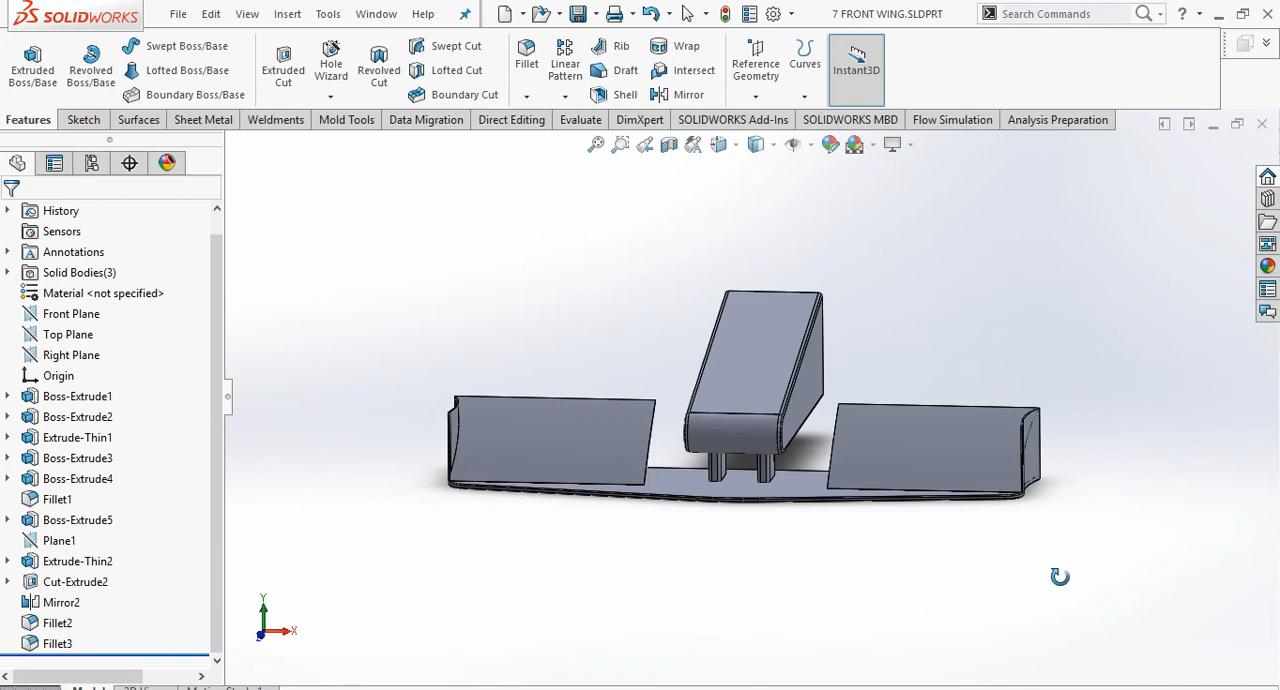 SOLIDWORKS File Edit View Insert Tools Window Help 7 FRONT WING.SLDPRT Search Commands ?
Extruded Boss/Base
Revolved Boss/Base
Swept Boss/Base
Lofted Boss/Base
Boundary Boss/Base
Extruded Cut
Hole Wizard
Revolved Cut
Swept Cut
Lofted Cut
Boundary Cut
Fillet
Linear Pattern
Rib
Draft
Shell
Wrap
Intersect
Mirror
Reference Geometry
Curves
Instant3D
Features Sketch Surfaces Sheet Metal Weldments Mold Tools Data Migration Direct Editing Evaluate DimXpert SOLIDWORKS Add-Ins SOLIDWORKS MBD Flow Simulation Analysis Preparation
History
Sensors
Annotations
Solid Bodies(3)
Material <not specified>
Front Plane
Top Plane
Right Plane
Origin
Boss-Extrude1
Boss-Extrude2
Extrude-Thin1
Boss-Extrude3
Boss-Extrude4
Fillet1
Boss-Extrude5
Plane1
Extrude-Thin2
Cut-Extrude2
Mirror2
Fillet2
Fillet3
Y
X
Z